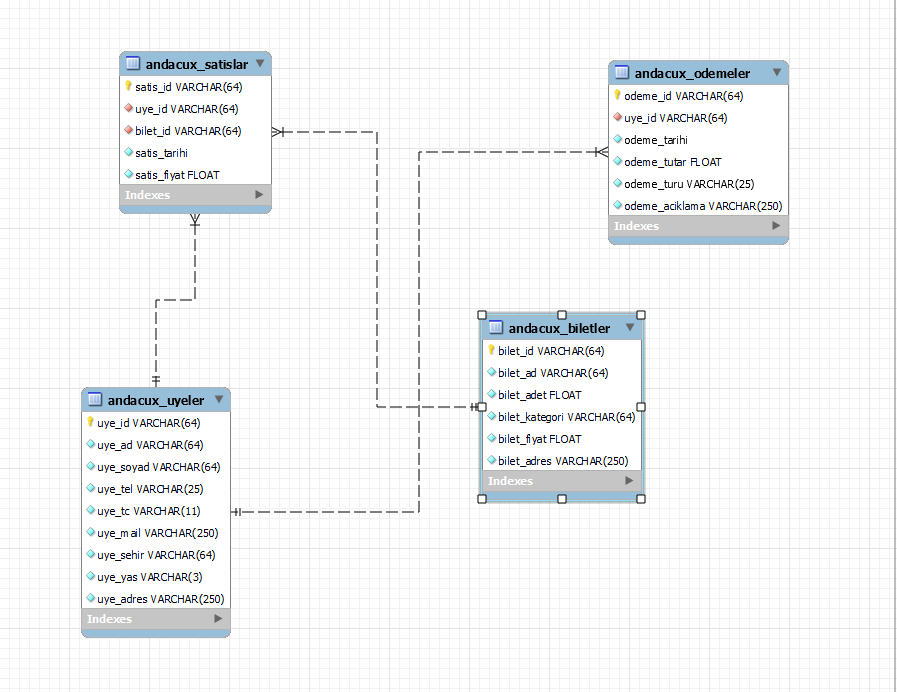 andacux_satislar
satis_id VARCHAR(64)
uye_id VARCHAR(64)
bilet_id VARCHAR(64)
satis_tarihi
satis_fiyat FLOAT
Indexes
andacux_odemeler
odeme_id VARCHAR(64)
uye_id VARCHAR(64)
odeme_tarihi
odeme_tutar FLOAT
odeme_turu VARCHAR(25)
odeme_aciklama VARCHAR(250)
Indexes
andacux_biletler
bilet_id VARCHAR(64)
bilet_ad VARCHAR(64)
bilet_adet FLOAT
bilet_kategori VARCHAR(64)
bilet_fiyat FLOAT
bilet_adres VARCHAR(250)
Indexes
andacux_uyeler
uye_id VARCHAR(64)
uye_ad VARCHAR(64)
uye_soyad VARCHAR(64)
uye_tel VARCHAR(25)
uye_tc VARCHAR(11)
uye_mail VARCHAR(250)
uye_sehir VARCHAR(64)
uye_yas VARCHAR(3)
uye_adres VARCHAR(250)
Indexes